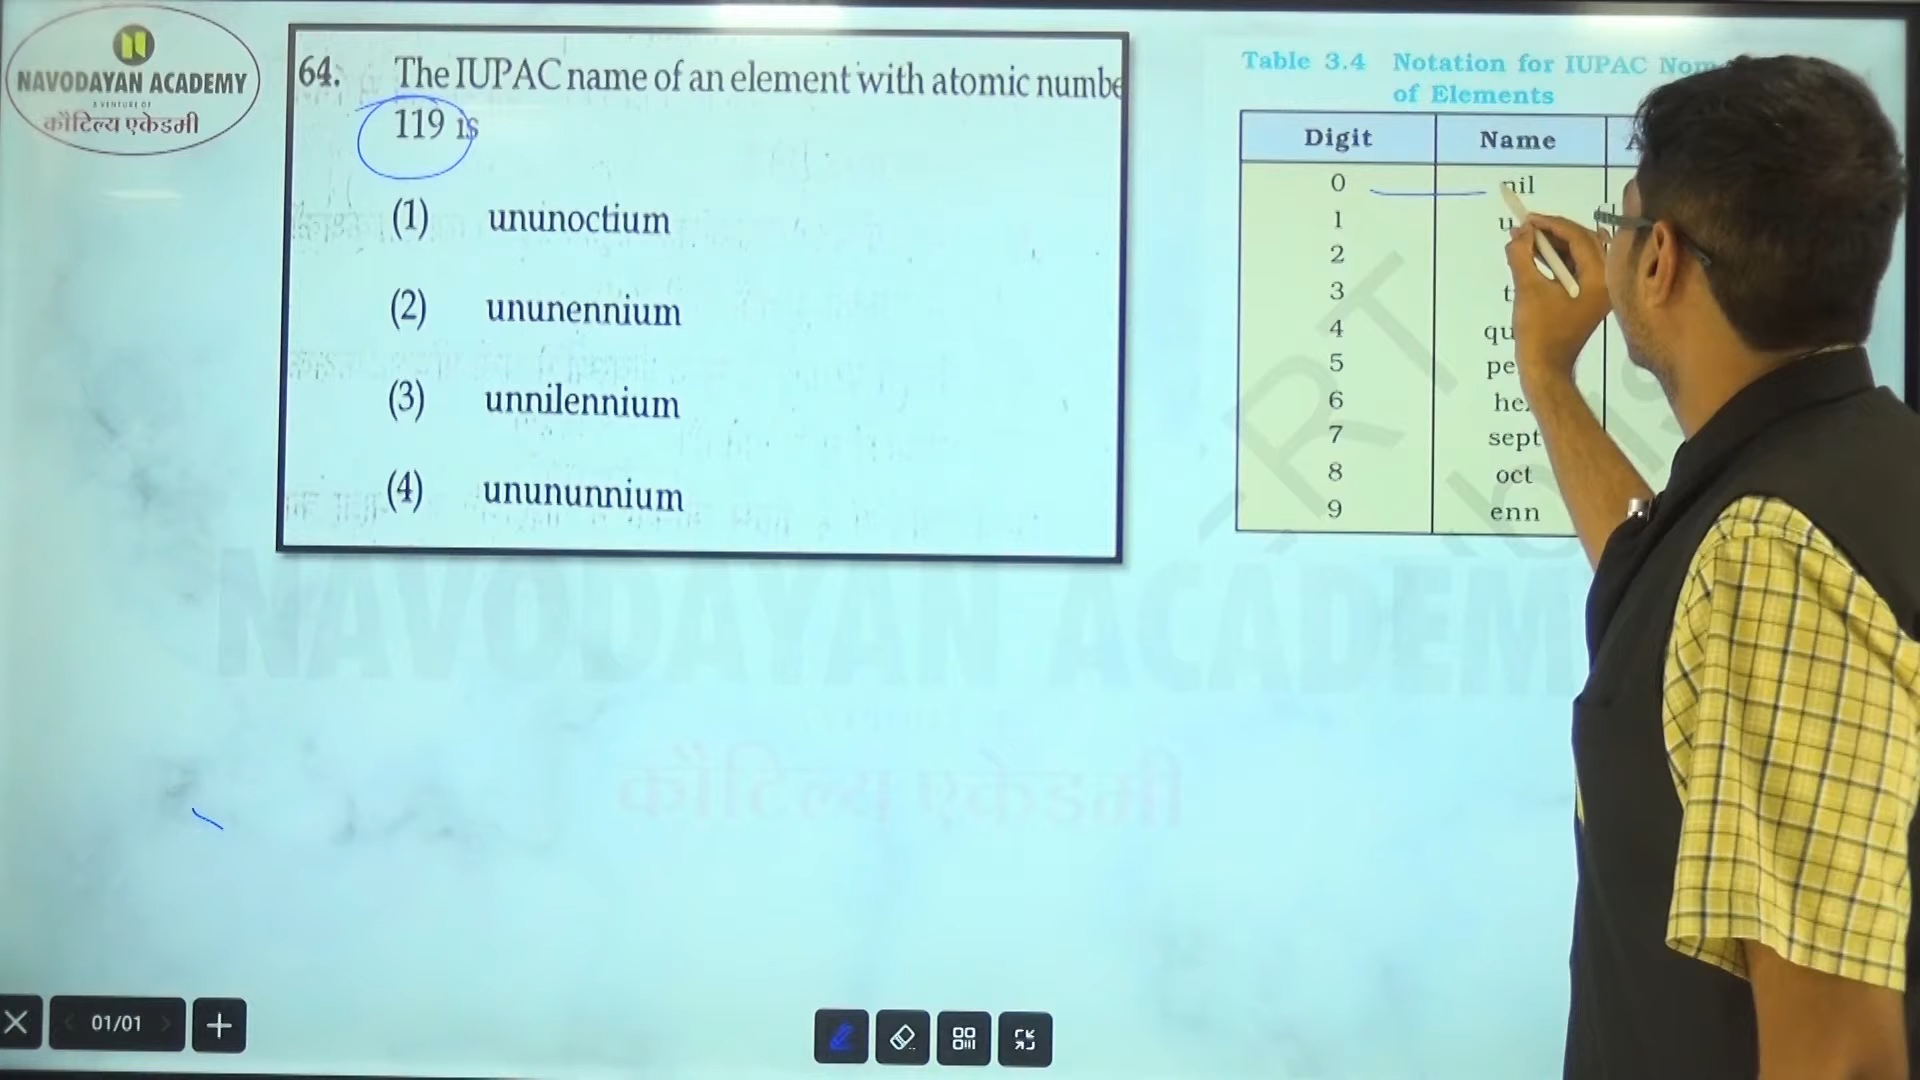 NAVODAYAN ACADEMY
A VENTURE OF
कौटिल्य एकेडमी
64. The IUPAC name of an element with atomic numbe
119 is
(1) ununoctium
(2) ununennium
(3) unnilennium
(4) unununnium
Table 3.4 Notation for IUPAC Nom
of Elements
Digit Name A
0 nil
1 u
2
3 t
4 qu
5 pe
6 he
7 sept
8 oct
9 enn
NAVODAYAN ACADEM
कौटिल्य एकेडमी
01/01